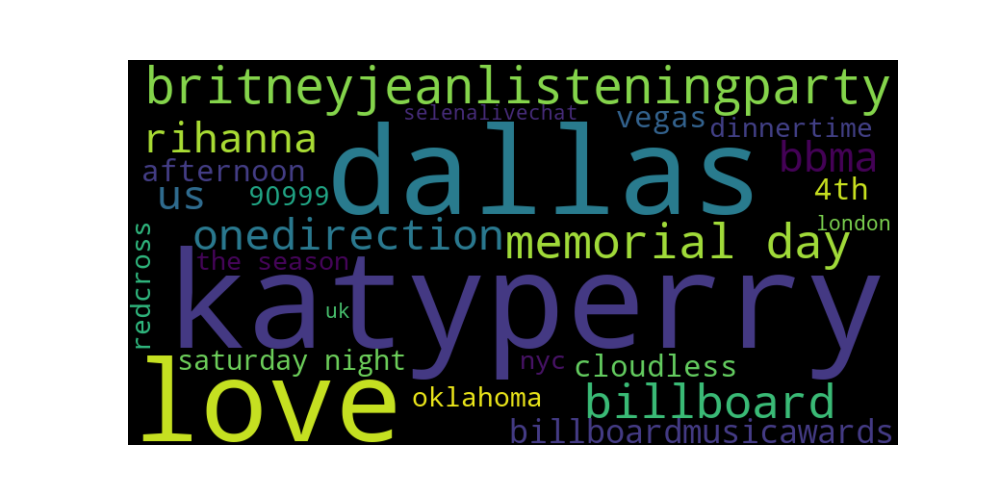 britneyjeanlisteningparty
selenalivechat
vegas
dinnertime
rihanna
dallas
bbma
afternoon
us
90999
4th
london
onedirection
memorial day
redcross
the season
katyperry
uk
saturday night
nyc
cloudless
love
oklahoma
billboard
billboardmusicawards